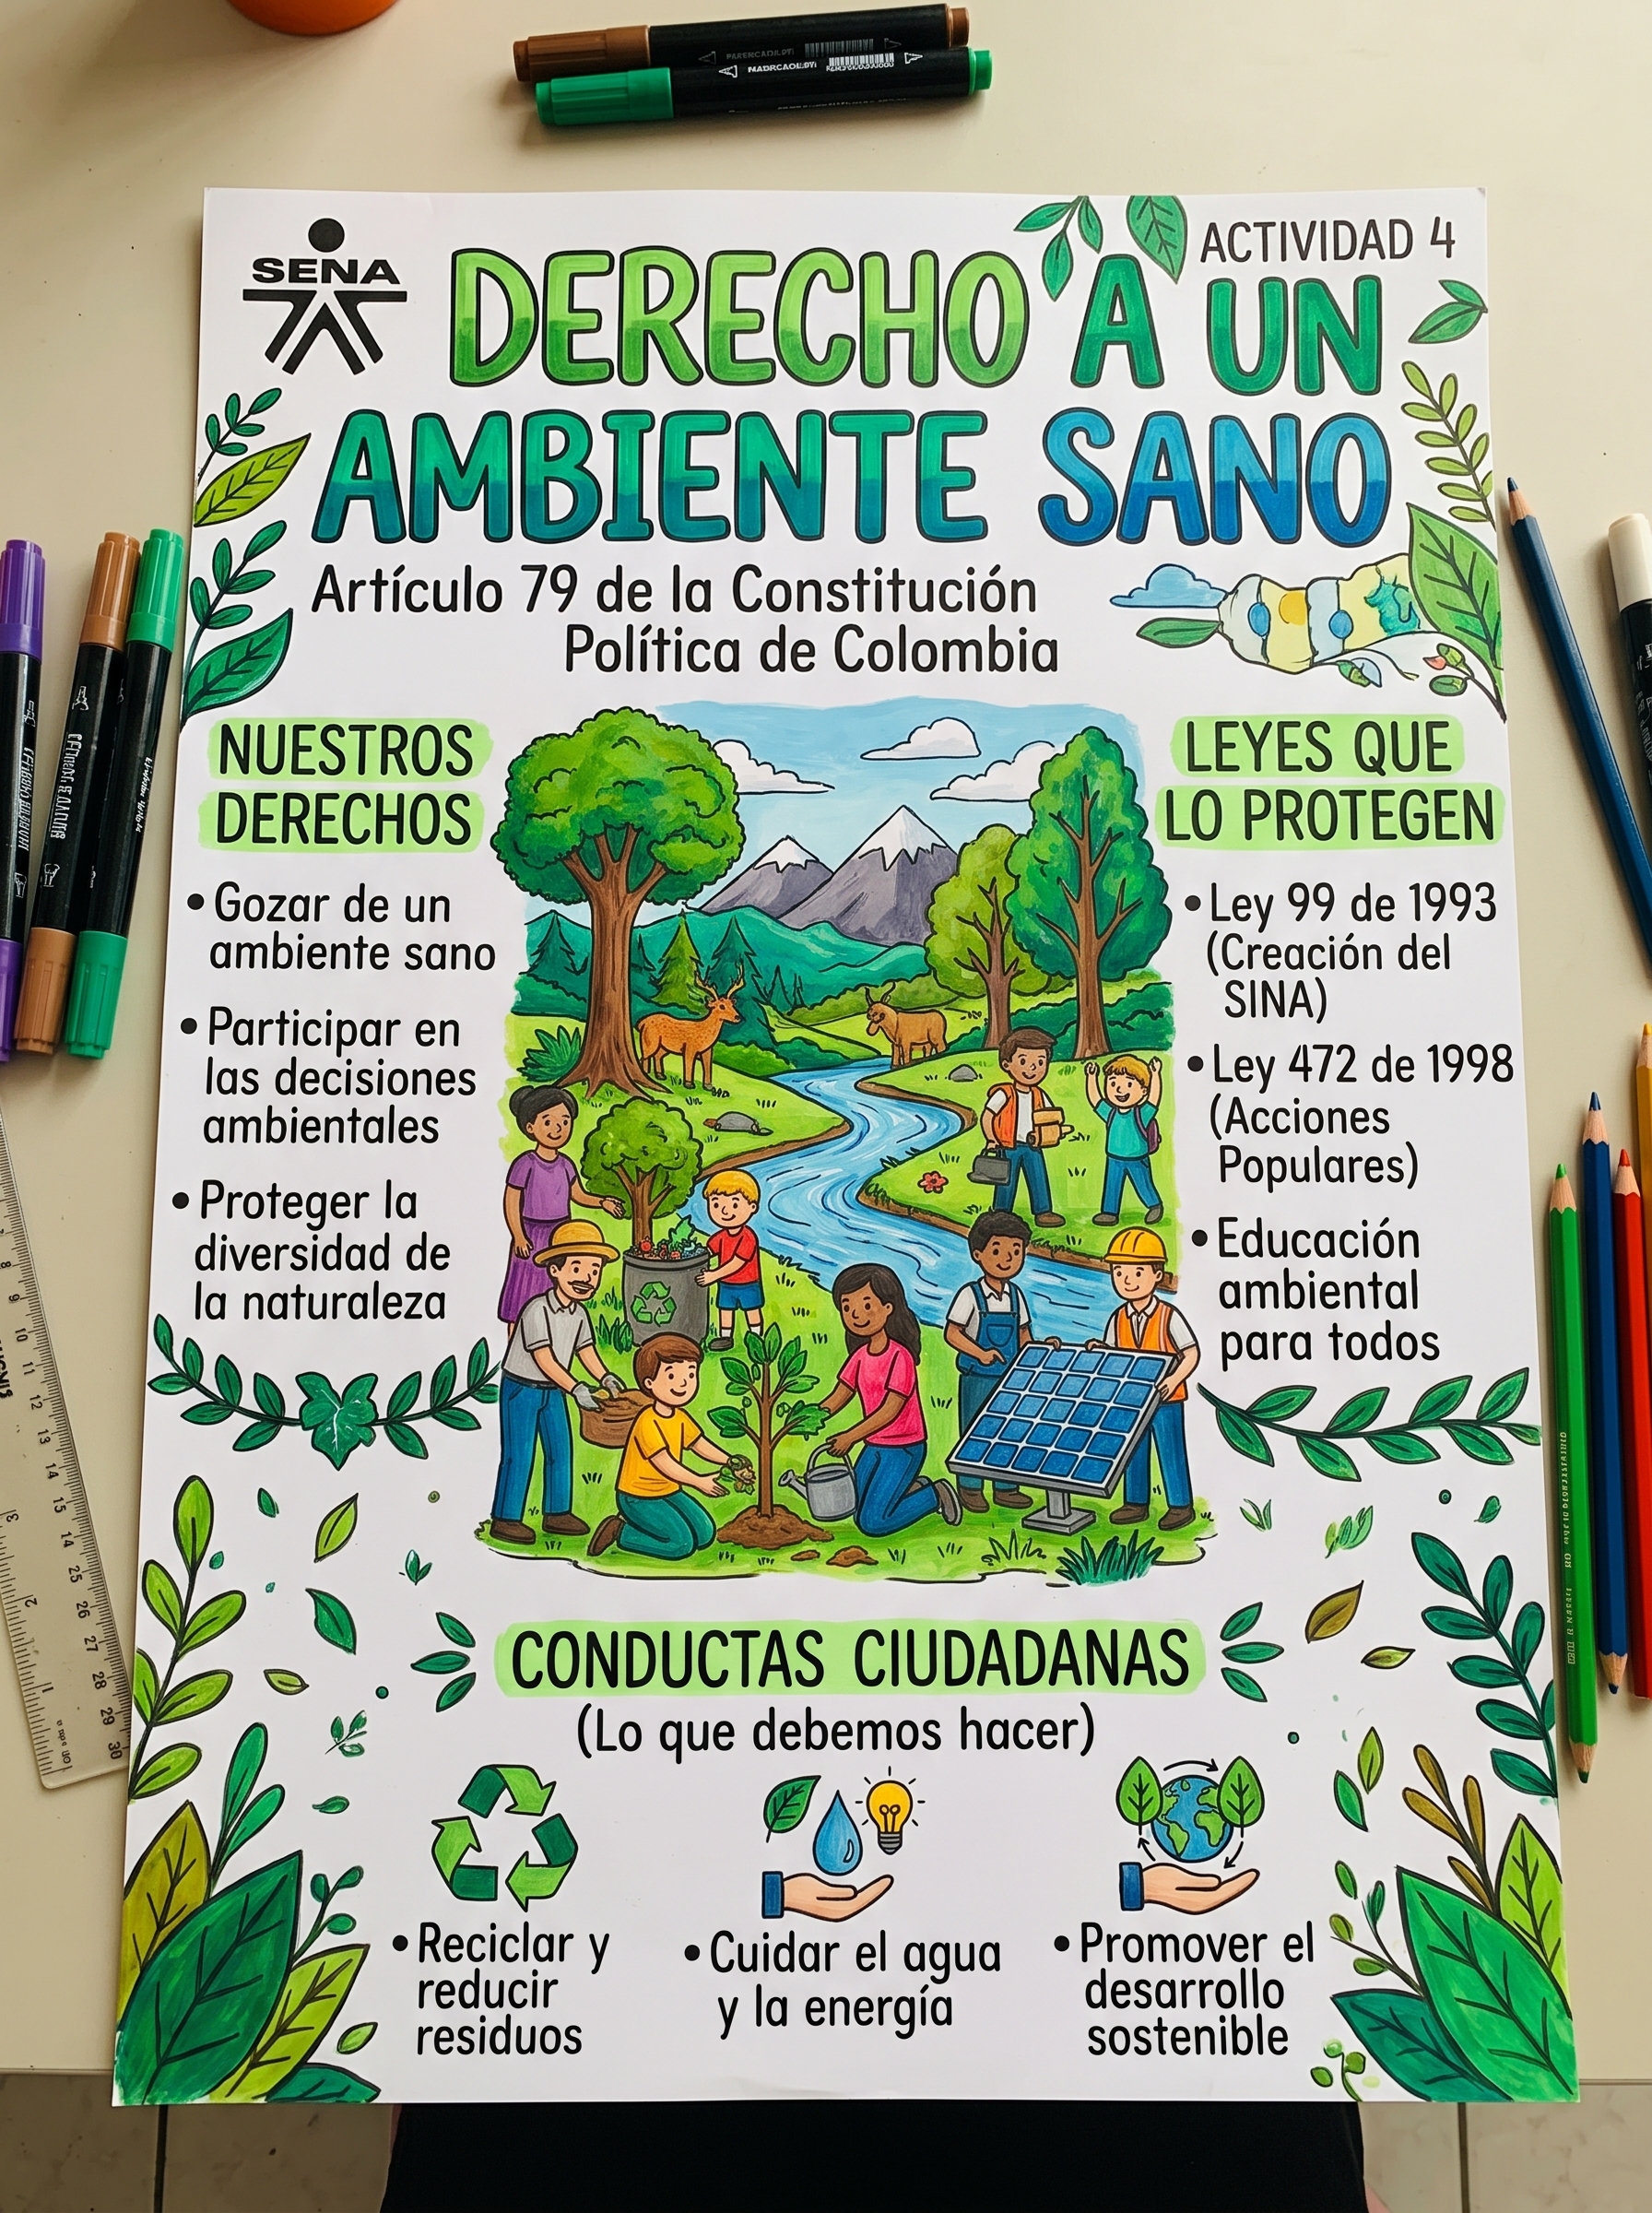 SENA
ACTIVIDAD 4
DERECHO A UN
AMBIENTE SANO
Artículo 79 de la Constitución
Política de Colombia
NUESTROS
DERECHOS
• Gozar de un
ambiente sano
• Participar en
las decisiones
ambientales
• Proteger la
diversidad de
la naturaleza
LEYES QUE
LO PROTEGEN
• Ley 99 de 1993
(Creación del
SINA)
• Ley 472 de 1998
(Acciones
Populares)
• Educación
ambiental
para todos
CONDUCTAS CIUDADANAS
(Lo que debemos hacer)
• Reciclar y
reducir
residuos
• Cuidar el agua
y la energía
• Promover el
desarrollo
sostenible